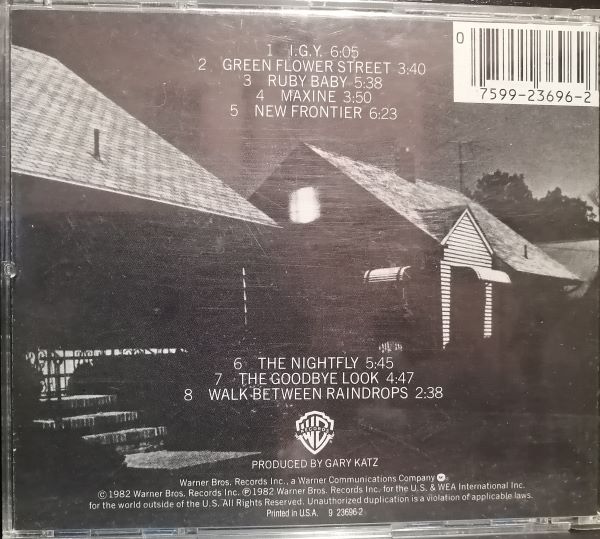 1 I.G.Y. 6:05
2 GREEN FLOWER STREET 3:40
3 RUBY BABY 5:38
4 MAXINE 3:50
5 NEW FRONTIER 6:23
0 7599-23696-2
6 THE NIGHTFLY 5:45
7 THE GOODBYE LOOK 4:47
8 WALK BETWEEN RAINDROPS 2:38
WB
RECORDS
PRODUCED BY GARY KATZ
Warner Bros. Records Inc., a Warner Communications Company
© 1982 Warner Bros. Records Inc. ℗ 1982 Warner Bros. Records Inc. for the U.S. & WEA International Inc.
for the world outside of the U.S. All Rights Reserved. Unauthorized duplication is a violation of applicable laws.
Printed in U.S.A. 9 23696-2